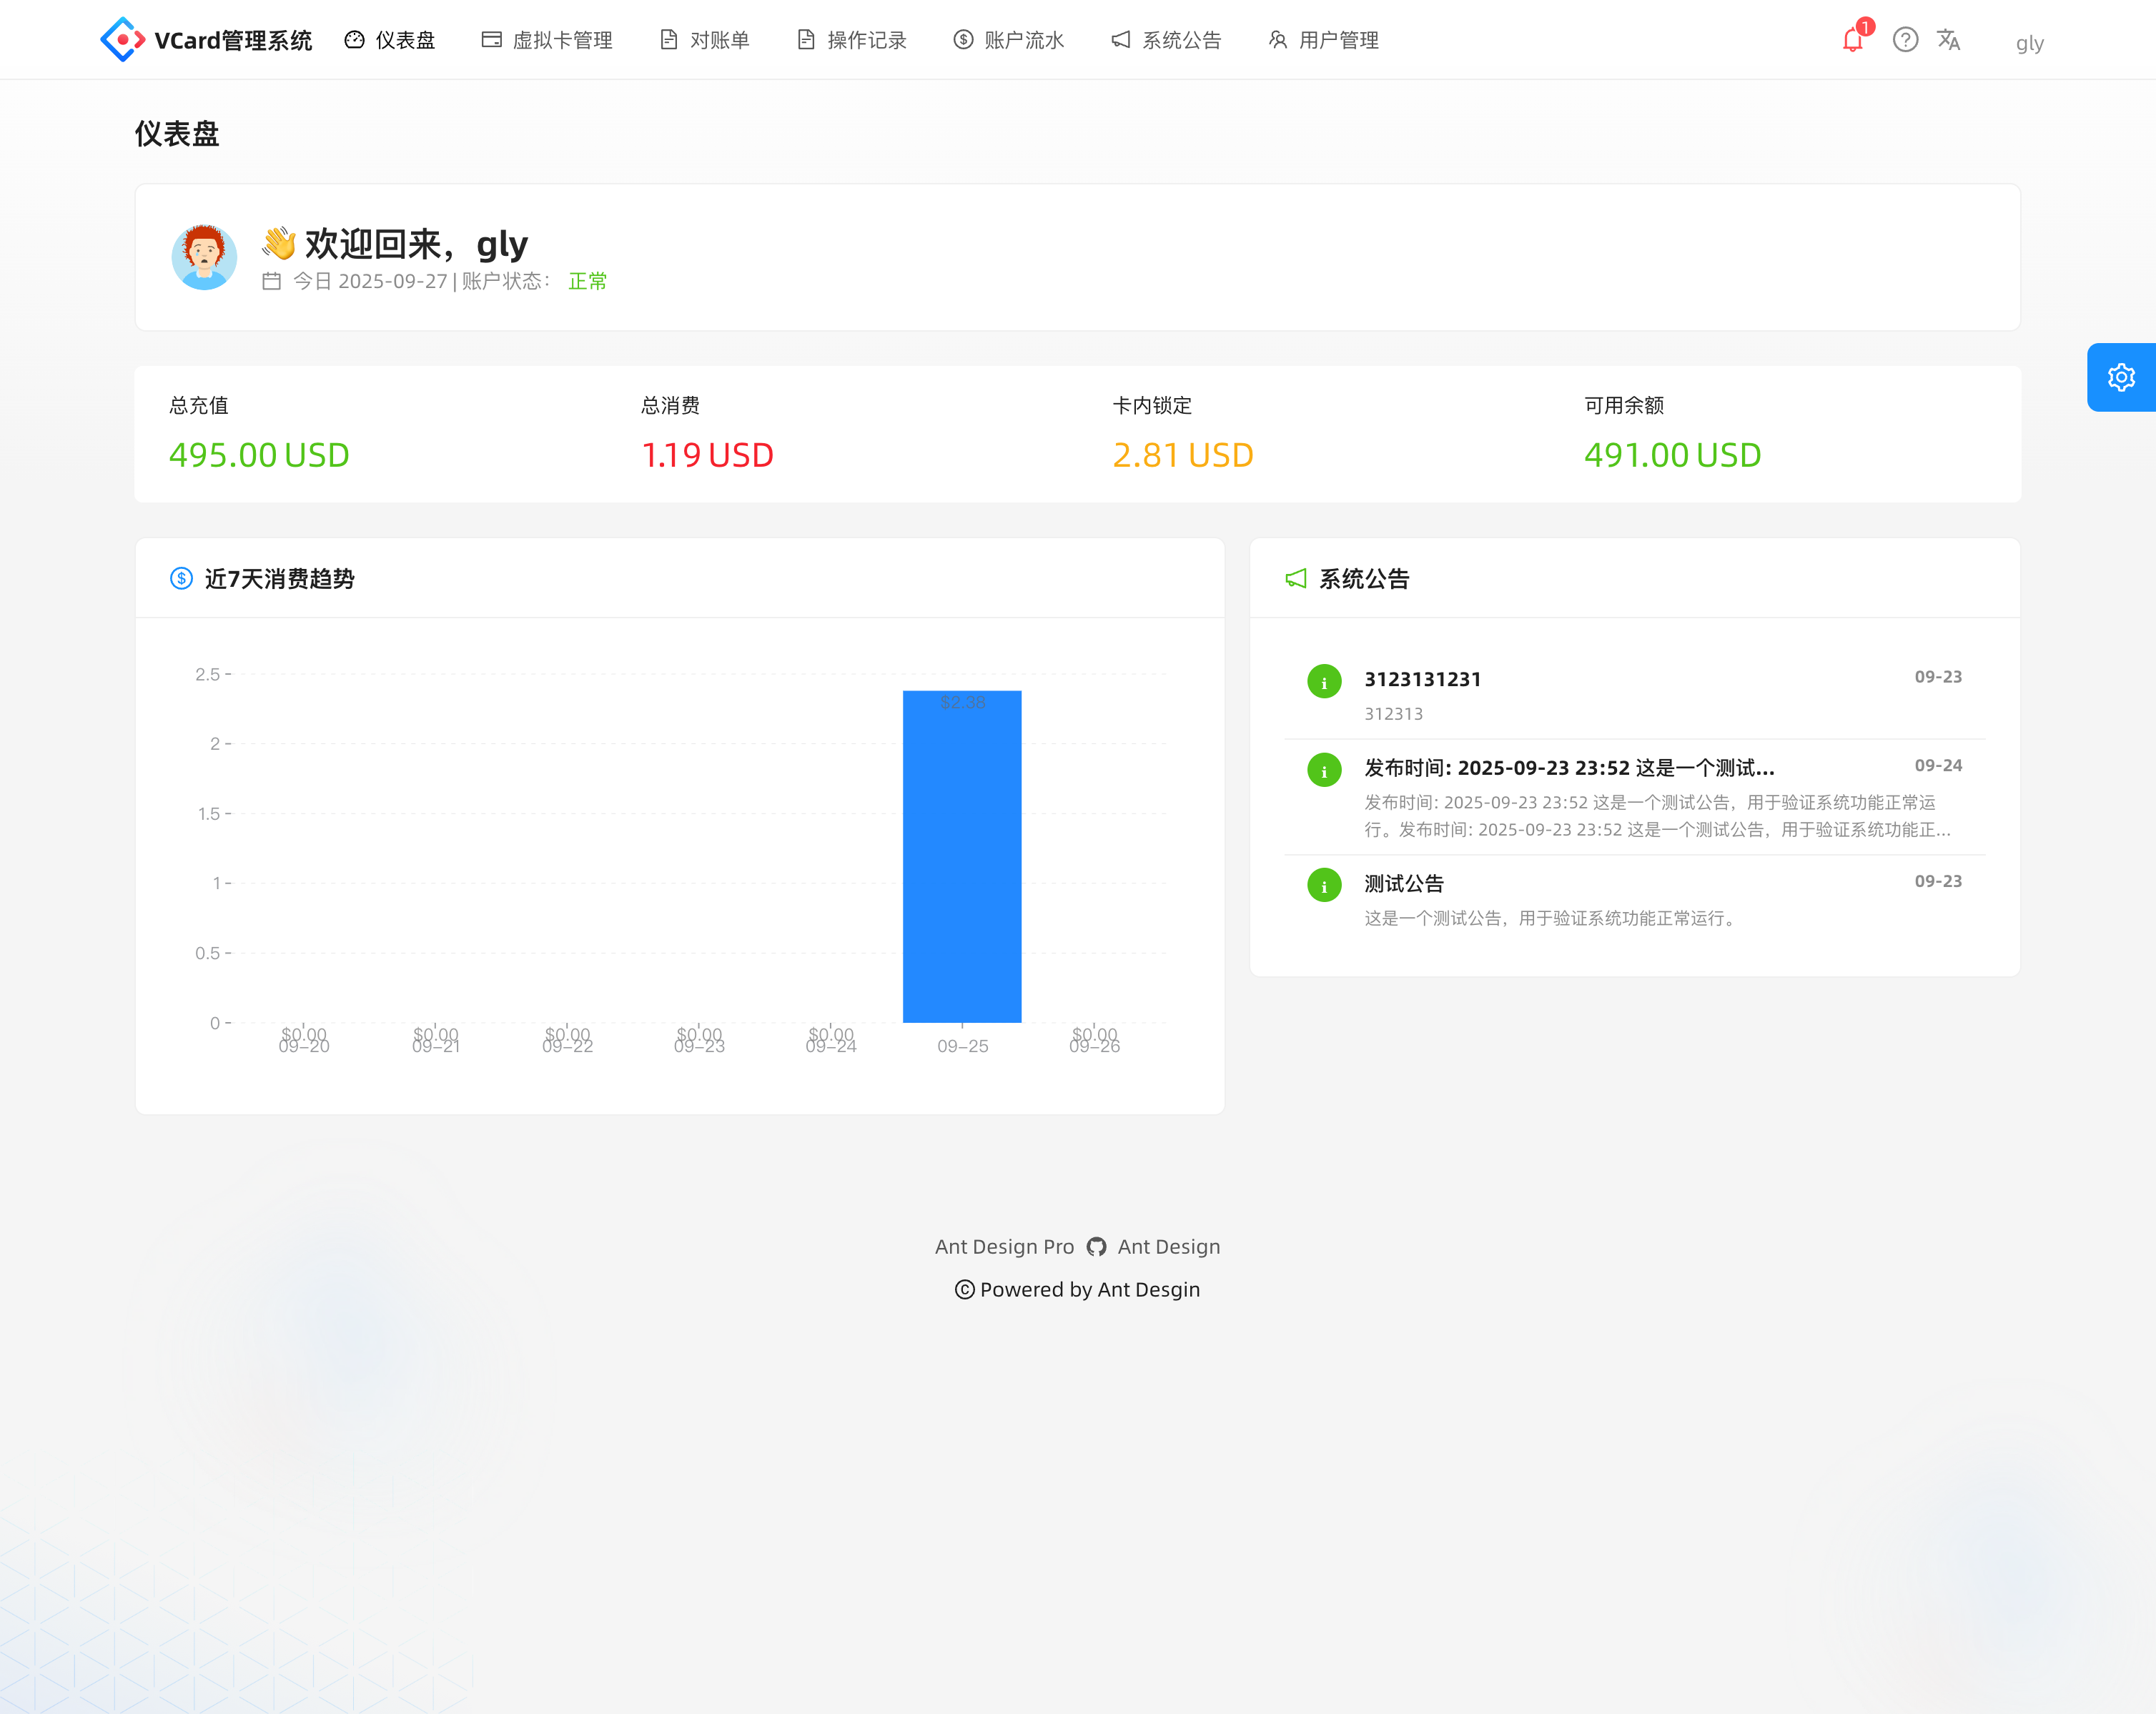 VCard管理系统 仪表盘 虚拟卡管理 对账单 操作记录 账户流水 系统公告 用户管理 1 gly
仪表盘
👋 欢迎回来，gly
今日 2025-09-27 | 账户状态： 正常
总充值 总消费 卡内锁定 可用余额
495.00 USD 1.19 USD 2.81 USD 491.00 USD
近7天消费趋势
2.5
$2.38
2
1.5
1
0.5
0
$0.00 $0.00 $0.00 $0.00 $0.00 $0.00
09-20 09-21 09-22 09-23 09-24 09-25 09-26
系统公告
3123131231 09-23
312313
发布时间: 2025-09-23 23:52 这是一个测试... 09-24
发布时间: 2025-09-23 23:52 这是一个测试公告，用于验证系统功能正常运
行。发布时间: 2025-09-23 23:52 这是一个测试公告，用于验证系统功能正...
测试公告 09-23
这是一个测试公告，用于验证系统功能正常运行。
Ant Design Pro Ant Design
© Powered by Ant Desgin